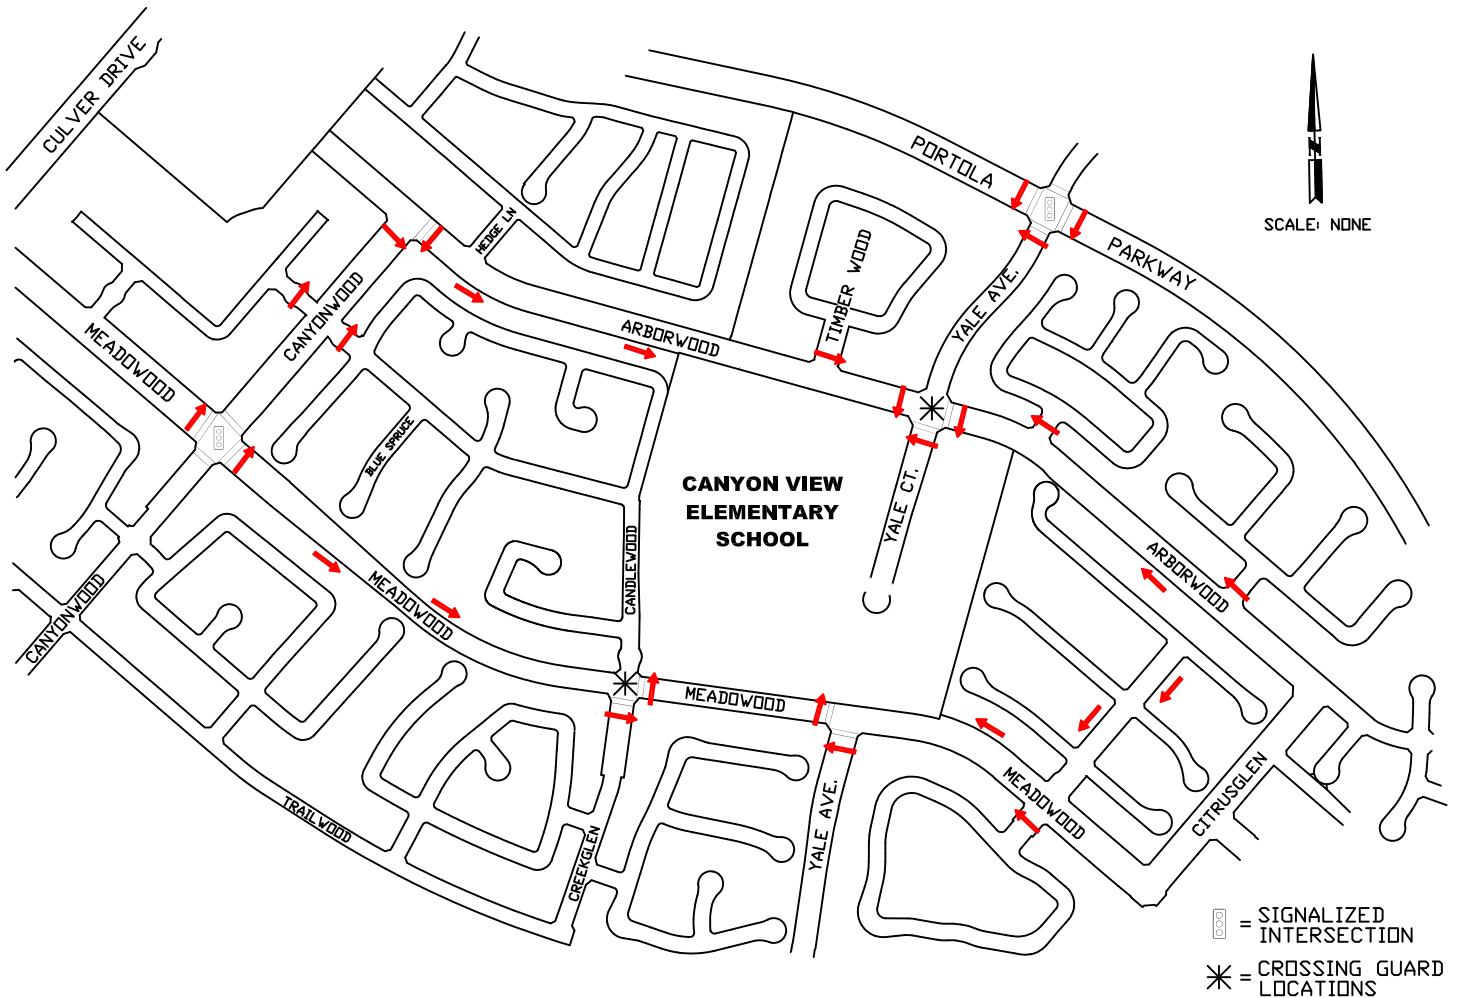 CULVER DRIVE
PORTOLA
PARKWAY
N
SCALE: NONE
HEDGE LN
TIMBER WOOD
YALE AVE.
CANYONWOOD
MEADOWOOD
ARBORWOOD
BLUE SPRUCE
CANYON VIEW
ELEMENTARY
SCHOOL
YALE CT.
CANDLEWOOD
ARBORWOOD
MEADOWOOD
CANYONWOOD
MEADOWOOD
MEADOWOOD
CITRUSGLEN
TRAILWOOD
YALE AVE.
CREEKGLEN
= SIGNALIZED
INTERSECTION
= CROSSING GUARD
LOCATIONS